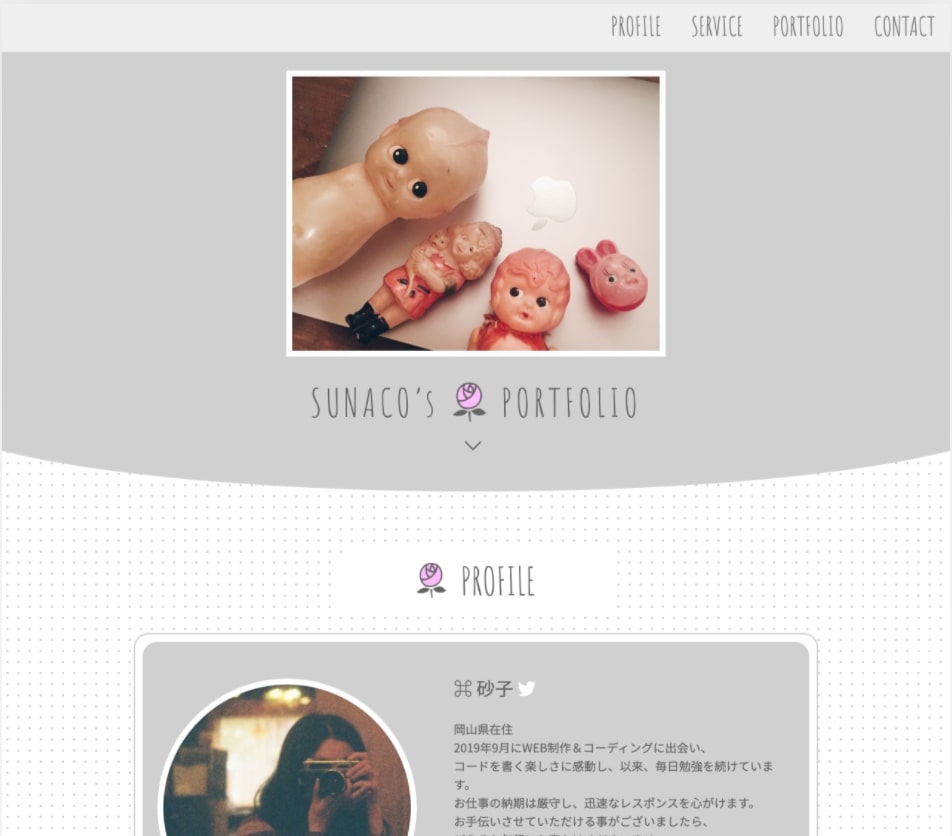 PROFILE SERVICE PORTFOLIO CONTACT
SUNACO's PORTFOLIO
PROFILE
⌘ 砂子
岡山県在住
2019年9月にWEB制作＆コーディングに出会い、
コードを書く楽しさに感動し、以来、毎日勉強を続けていま
す。
お仕事の納期は厳守し、迅速なレスポンスを心がけます。
お手伝いさせていただける事がございましたら、